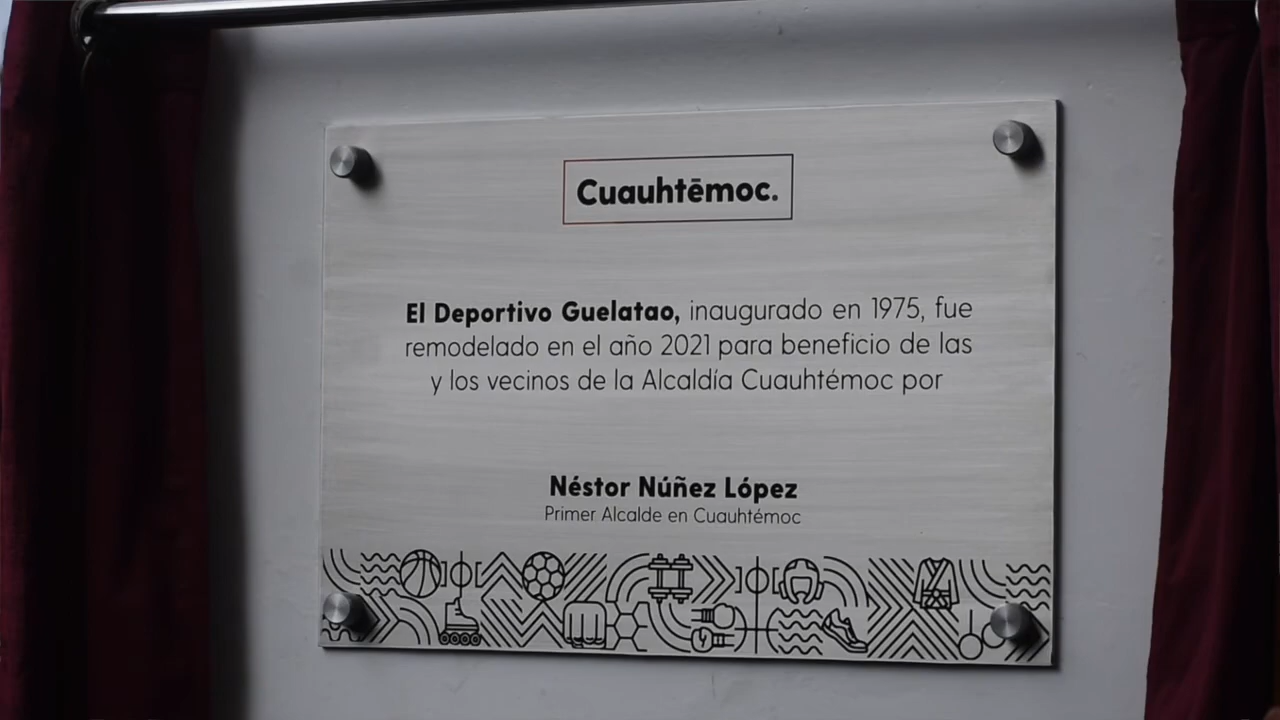 Cuauhtēmoc.
El Deportivo Guelatao, inaugurado en 1975, fue
remodelado en el año 2021 para beneficio de las
y los vecinos de la Alcaldía Cuauhtémoc por
Néstor Núñez López
Primer Alcalde en Cuauhtémoc